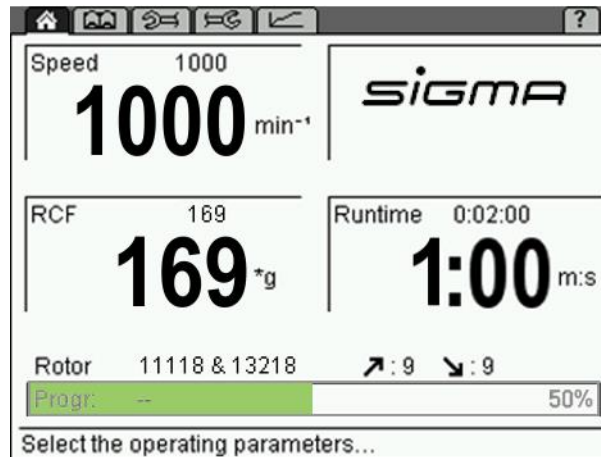 ?
Speed 1000
1000 min⁻¹
sigma
RCF 169
169 *g
Runtime 0:02:00
1:00 m:s
Rotor 11118 & 13218 ↗: 9 ↘: 9
Progr: -- 50%
Select the operating parameters...